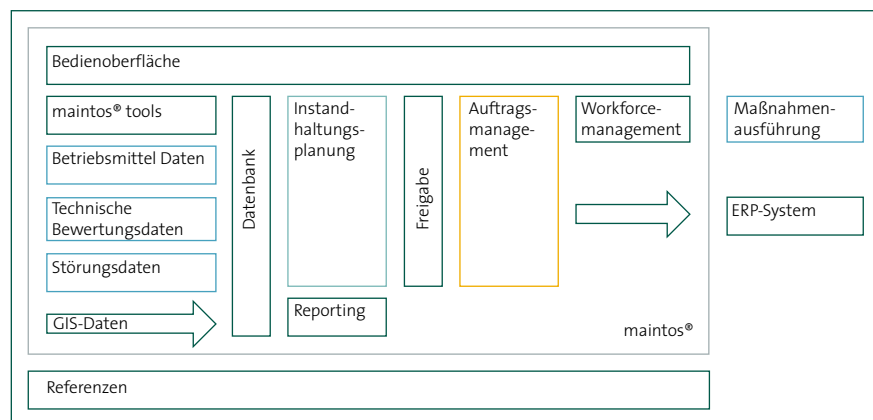 Bedienoberfläche
maintos® tools
Betriebsmittel Daten
Technische
Bewertungsdaten
Störungsdaten
GIS-Daten
Datenbank
Instand-
haltungs-
planung
Reporting
Freigabe
Auftrags-
manage-
ment
Workforce-
management
maintos®
Maßnahmen-
ausführung
ERP-System
Referenzen